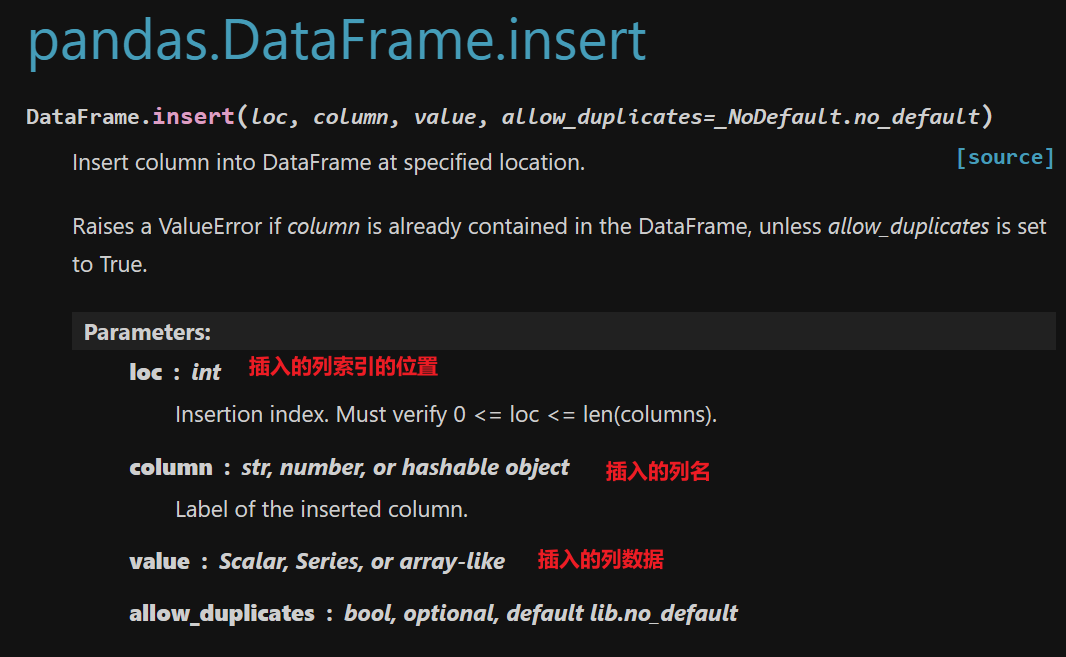 pandas.DataFrame.insert
DataFrame.insert(loc, column, value, allow_duplicates=_NoDefault.no_default)
Insert column into DataFrame at specified location.
[source]
Raises a ValueError if column is already contained in the DataFrame, unless allow_duplicates is set
to True.
Parameters:
loc : int 插入的列索引的位置
Insertion index. Must verify 0 <= loc <= len(columns).
column : str, number, or hashable object 插入的列名
Label of the inserted column.
value : Scalar, Series, or array-like 插入的列数据
allow_duplicates : bool, optional, default lib.no_default